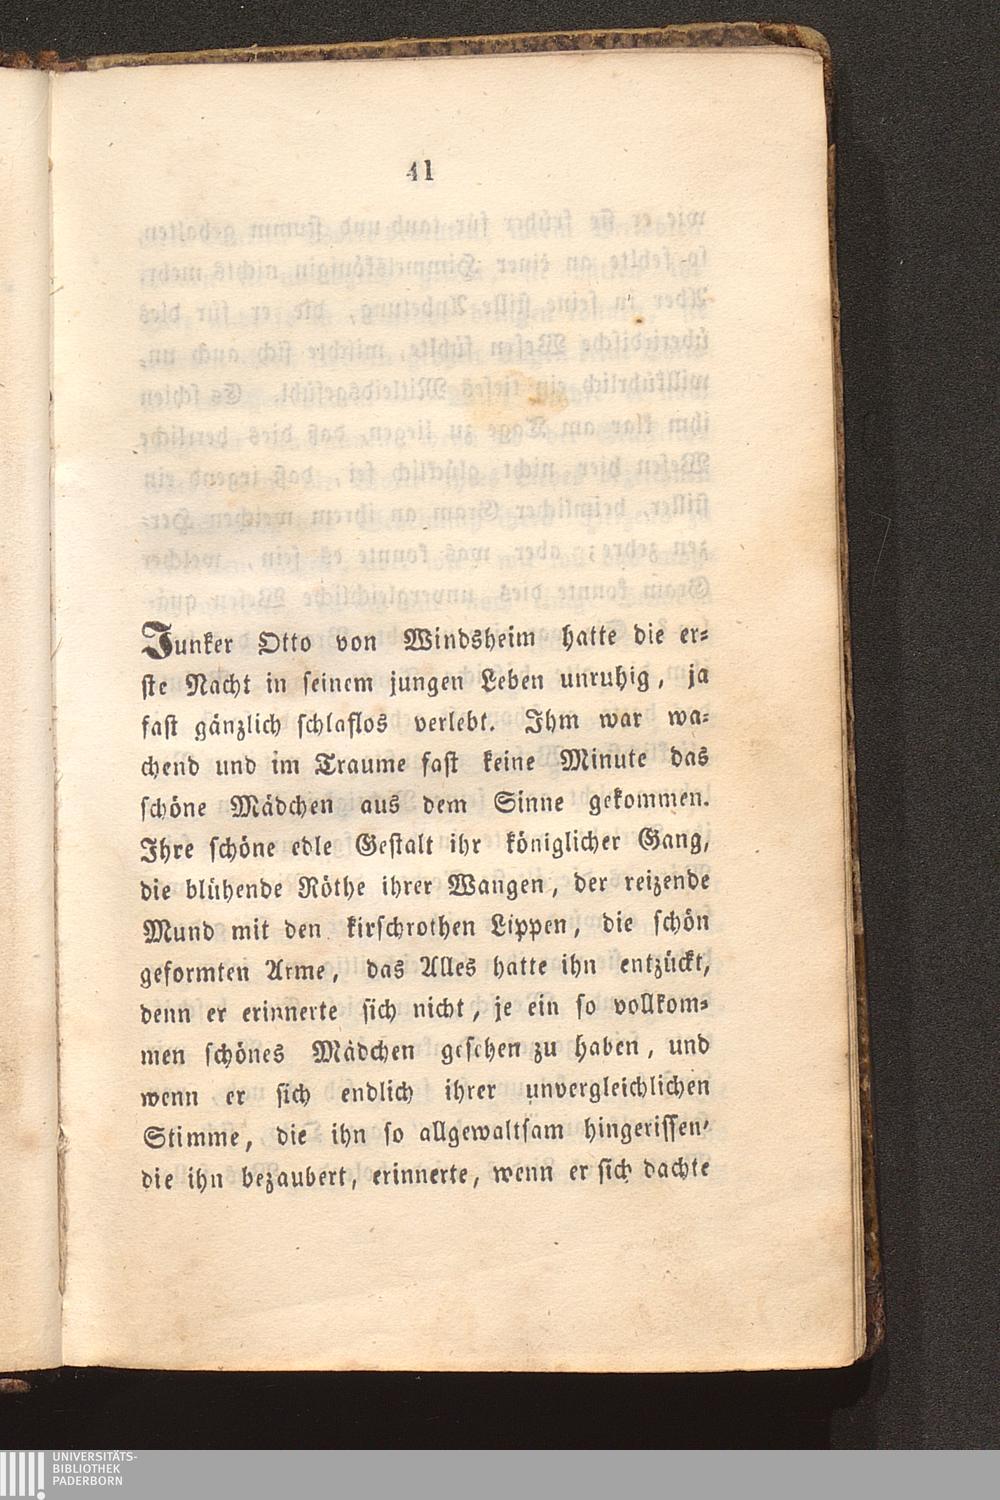 41
Junker Otto von Windsheim hatte die er⸗
ste Nacht in seinem jungen Leben unruhig, ja
fast gänzlich schlaflos verlebt. Ihm war wa⸗
chend und im Traume fast keine Minute das
schöne Mädchen aus dem Sinne gekommen.
Ihre schöne edle Gestalt ihr königlicher Gang,
die blühende Röthe ihrer Wangen, der reizende
Mund mit den kirschrothen Lippen, die schön
geformten Arme, das Alles hatte ihn entzückt,
denn er erinnerte sich nicht, je ein so vollkom⸗
men schönes Mädchen gesehen zu haben, und
wenn er sich endlich ihrer unvergleichlichen
Stimme, die ihn so allgewaltsam hingerissen,
die ihn bezaubert, erinnerte, wenn er sich dachte
UNIVERSITÄTS-
BIBLIOTHEK
PADERBORN